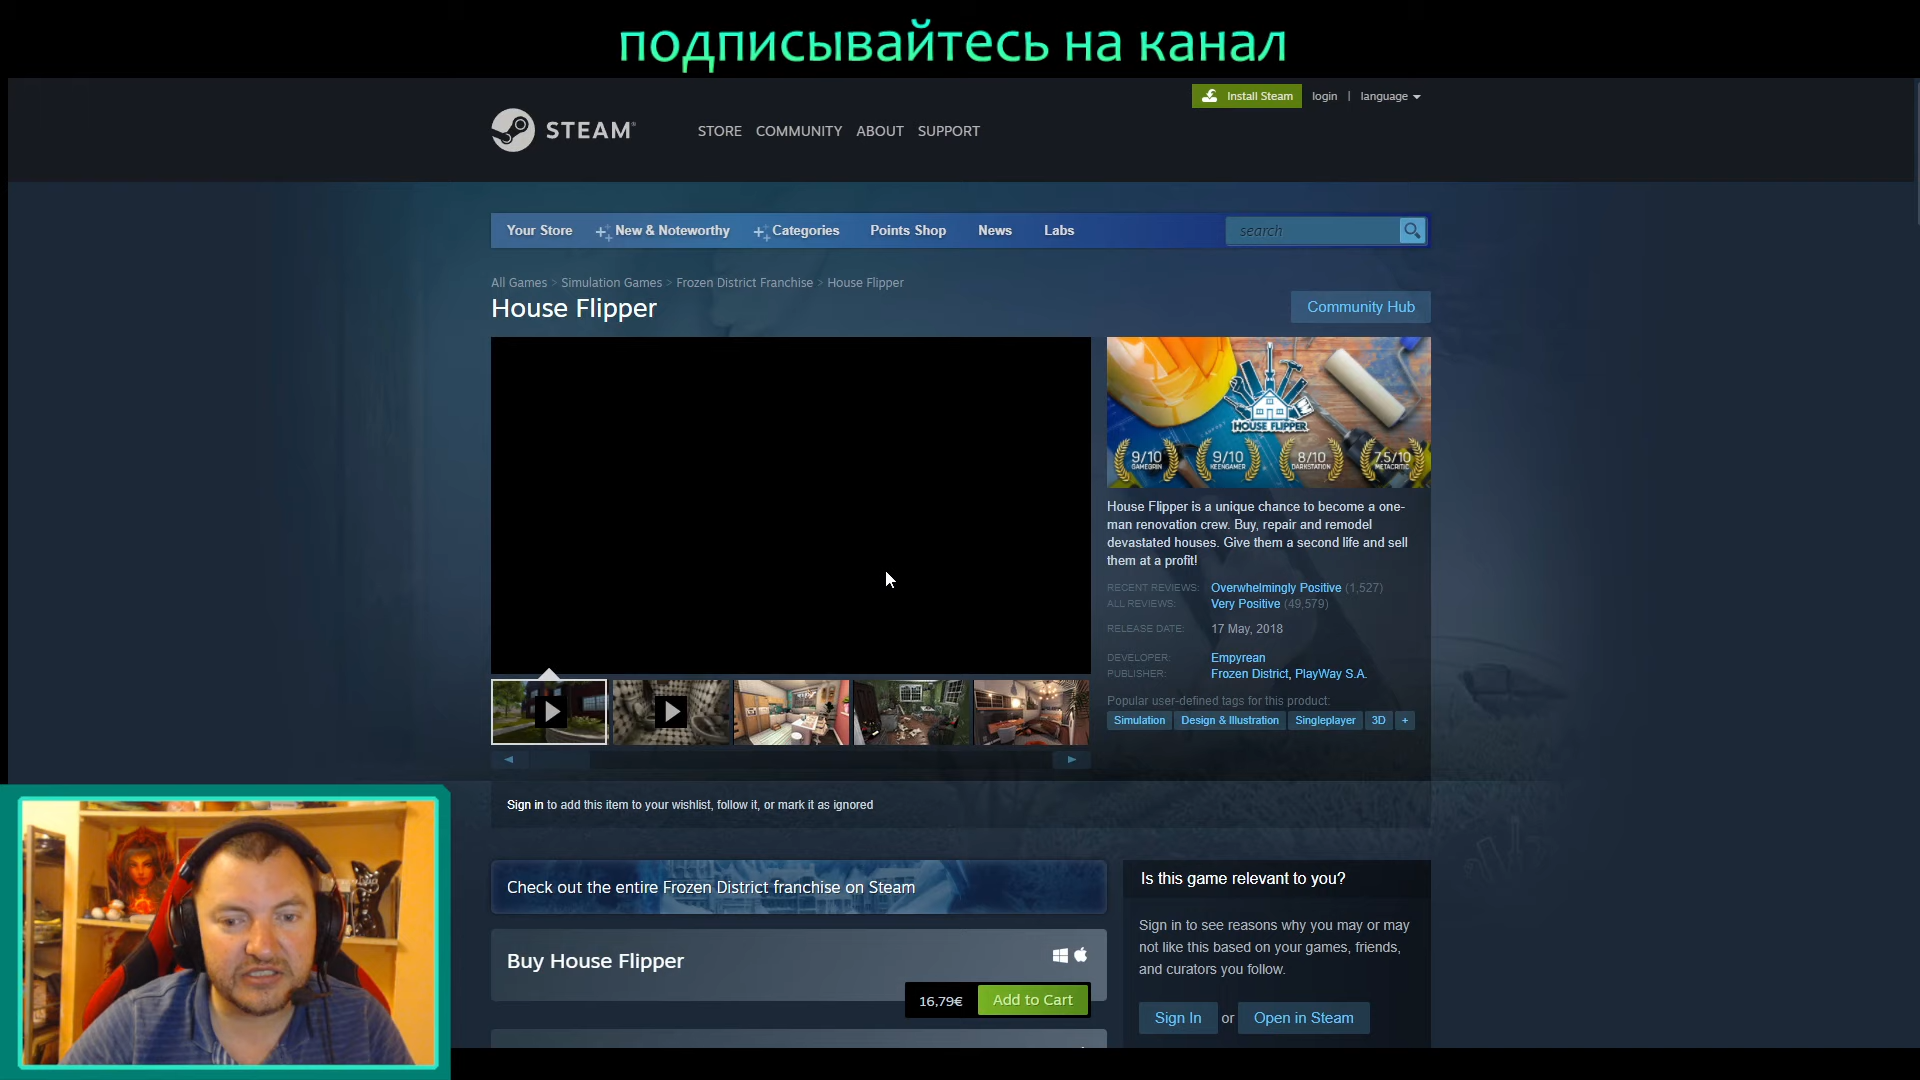 подписывайтесь на канал
Install Steam
login | language
STEAM®
STORE COMMUNITY ABOUT SUPPORT
Your Store New & Noteworthy Categories Points Shop News Labs search
All Games > Simulation Games > Frozen District Franchise > House Flipper
House Flipper
Community Hub
HOUSE FLIPPER
9/10 GAMEGRIN
9/10 KEENGAMER
8/10 DARKSTATION
7.5/10 METACRITIC
House Flipper is a unique chance to become a one-
man renovation crew. Buy, repair and remodel
devastated houses. Give them a second life and sell
them at a profit!
RECENT REVIEWS: Overwhelmingly Positive (1,527)
ALL REVIEWS: Very Positive (49,579)
RELEASE DATE: 17 May, 2018
DEVELOPER: Empyrean
PUBLISHER: Frozen District, PlayWay S.A.
Popular user-defined tags for this product:
Simulation Design & Illustration Singleplayer 3D +
Sign in to add this item to your wishlist, follow it, or mark it as ignored
Check out the entire Frozen District franchise on Steam
Buy House Flipper
16,79€ Add to Cart
Is this game relevant to you?
Sign in to see reasons why you may or may
not like this based on your games, friends,
and curators you follow.
Sign In or Open in Steam